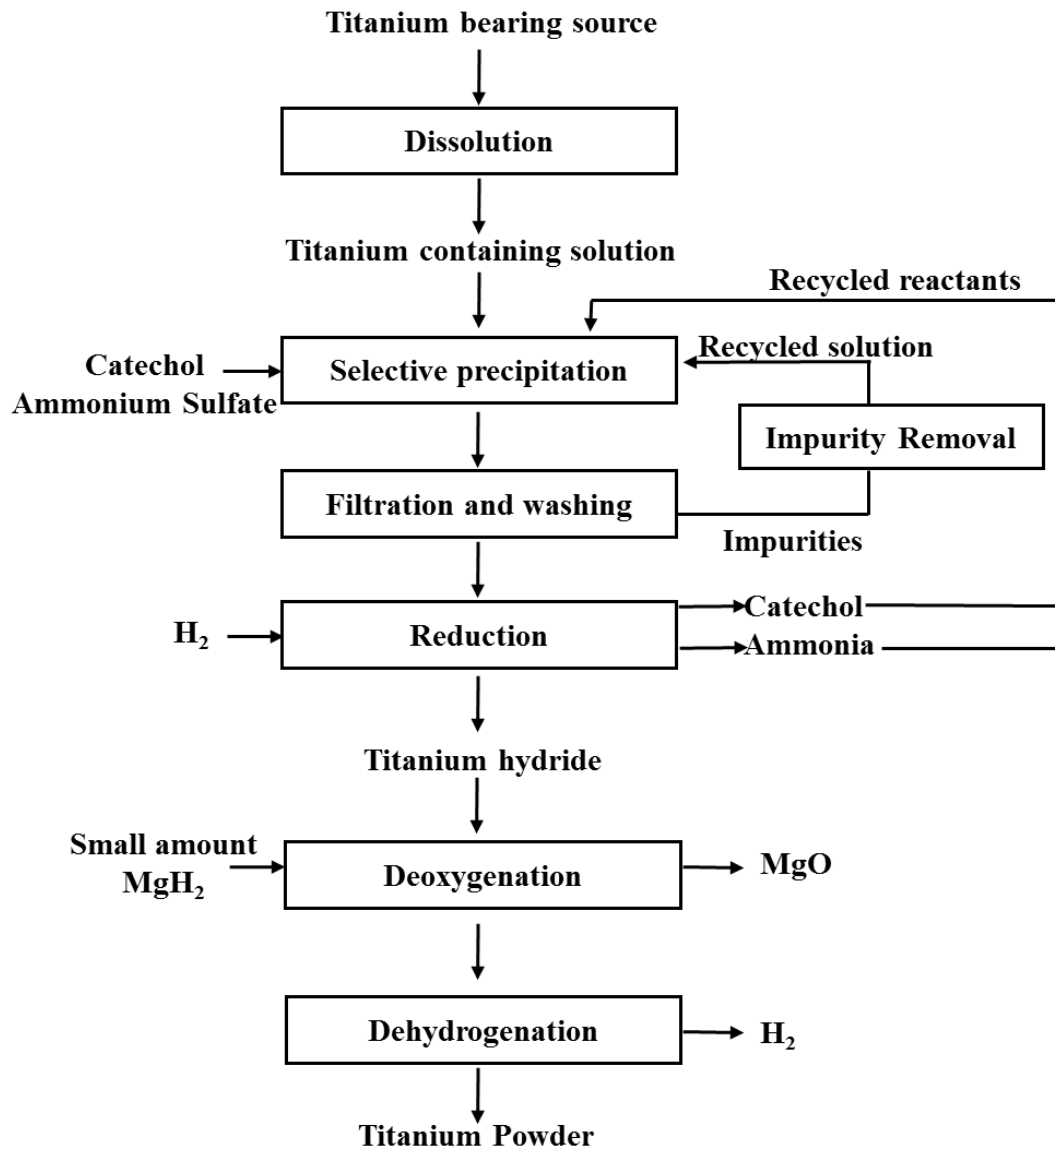 Titanium bearing source
Dissolution
Titanium containing solution
Recycled reactants
Catechol
Ammonium Sulfate
Selective precipitation
Recycled solution
Impurity Removal
Filtration and washing
Impurities
H₂
Reduction
Catechol
Ammonia
Titanium hydride
Small amount
MgH₂
Deoxygenation
MgO
Dehydrogenation
H₂
Titanium Powder